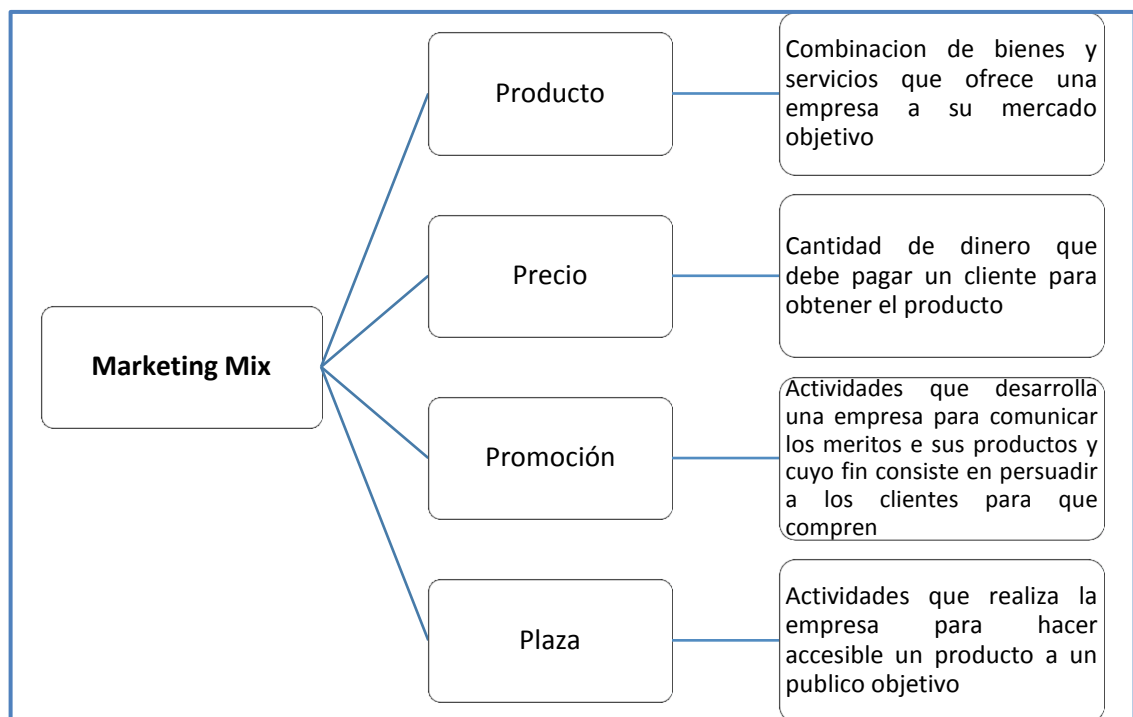 Marketing Mix
Producto
Combinacion de bienes y
servicios que ofrece una
empresa a su mercado
objetivo
Precio
Cantidad de dinero que
debe pagar un cliente para
obtener el producto
Promoción
Actividades que desarrolla
una empresa para comunicar
los meritos e sus productos y
cuyo fin consiste en persuadir
a los clientes para que
compren
Plaza
Actividades que realiza la
empresa para hacer
accesible un producto a un
publico objetivo